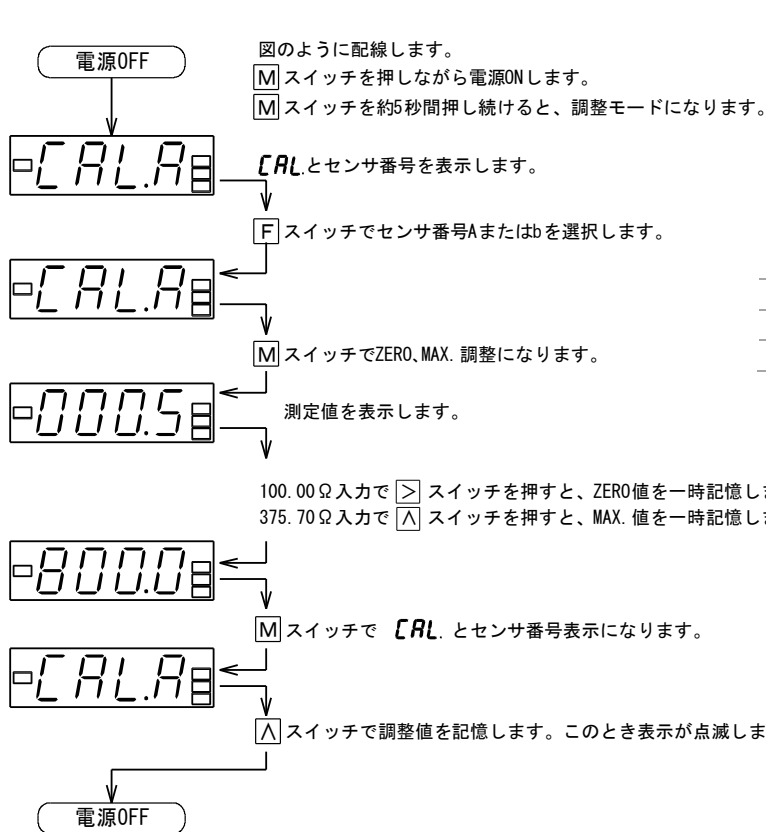 電源OFF
図のように配線します。
Mスイッチを押しながら電源ONします。
Mスイッチを約5秒間押し続けると、調整モードになります。
CAL.A
CAL.とセンサ番号を表示します。
Fスイッチでセンサ番号Aまたはbを選択します。
CAL.A
MスイッチでZERO、MAX. 調整になります。
000.5
測定値を表示します。
100.00Ω入力で > スイッチを押すと、ZERO値を一時記憶し
375.70Ω入力で ∧ スイッチを押すと、MAX. 値を一時記憶し
800.0
Mスイッチで CAL. とセンサ番号表示になります。
CAL.A
∧スイッチで調整値を記憶します。このとき表示が点滅しま
電源OFF